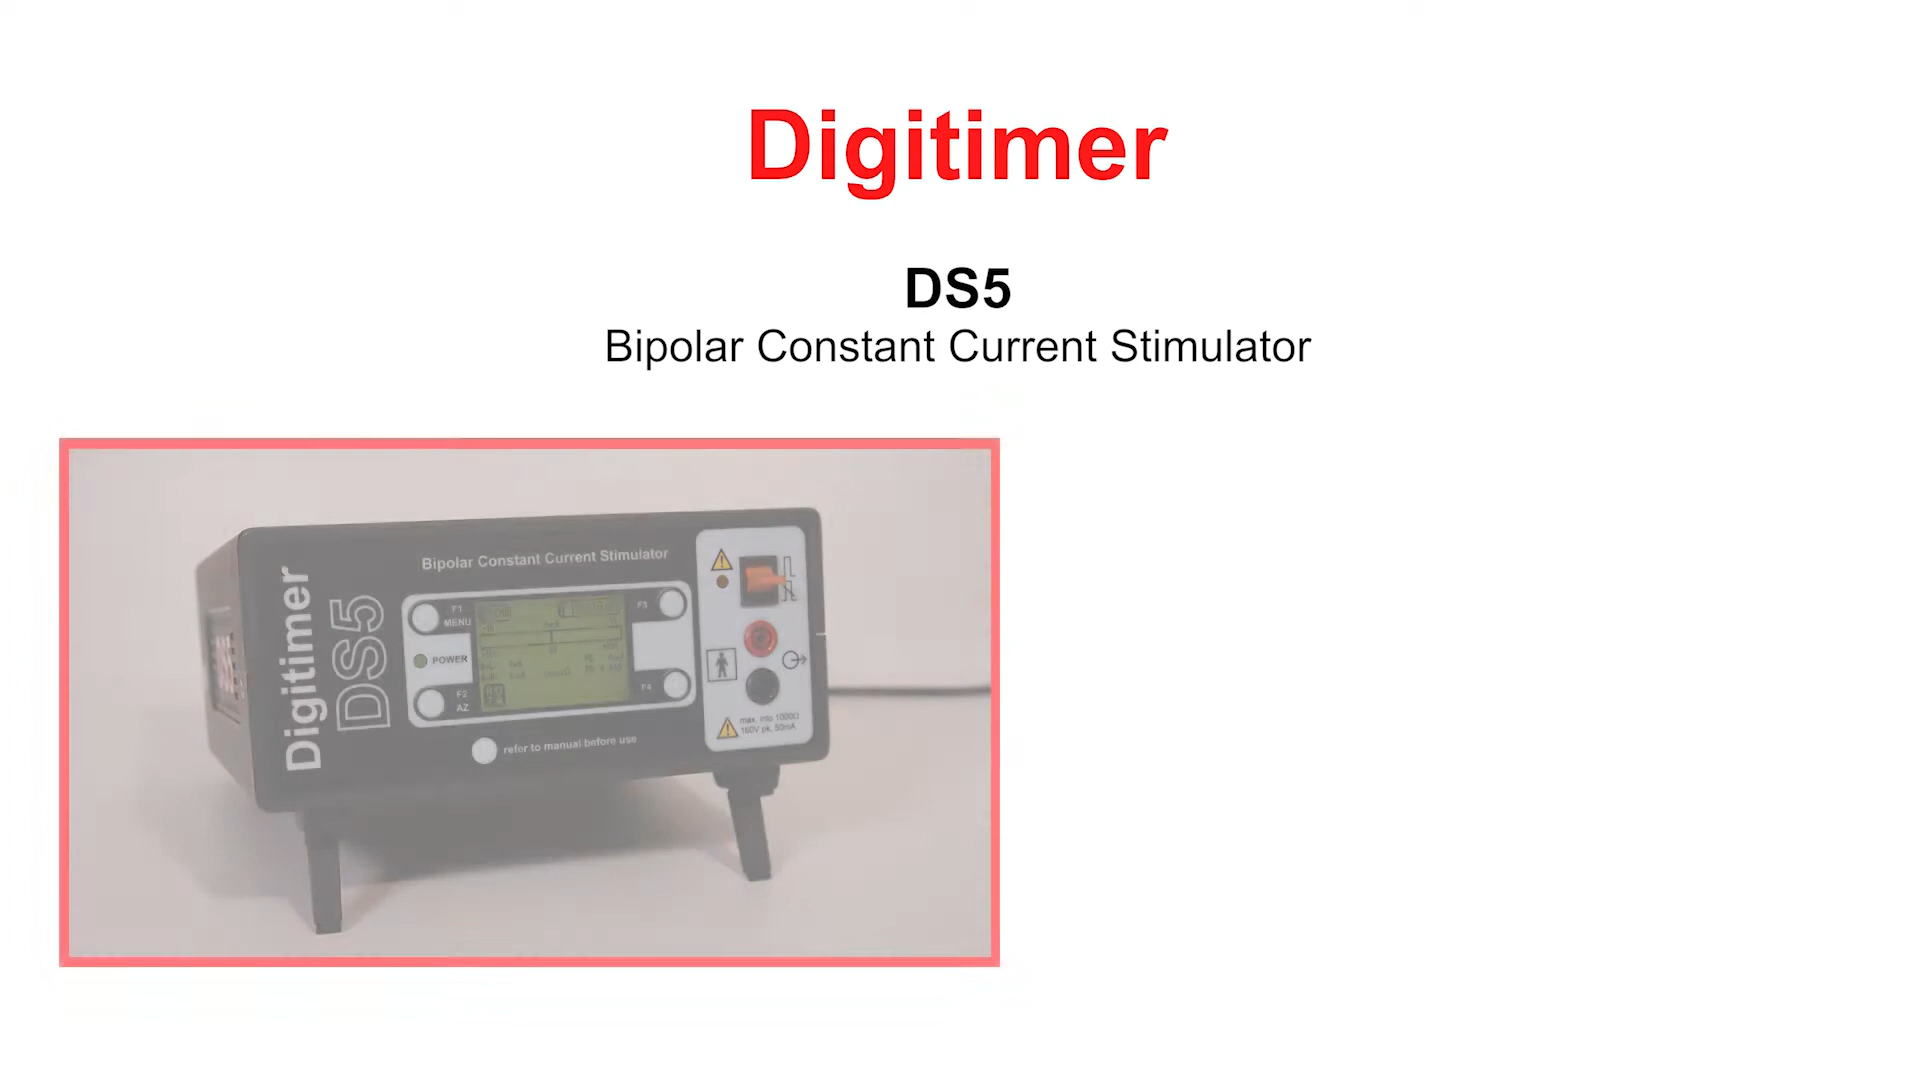 Digitimer
DS5
Bipolar Constant Current Stimulator
Digitimer
DS5
Bipolar Constant Current Stimulator
F1
MENU
POWER
F2
AZ
F3
F4
refer to manual before use
max. into 1000Ω
160V pk, 50mA